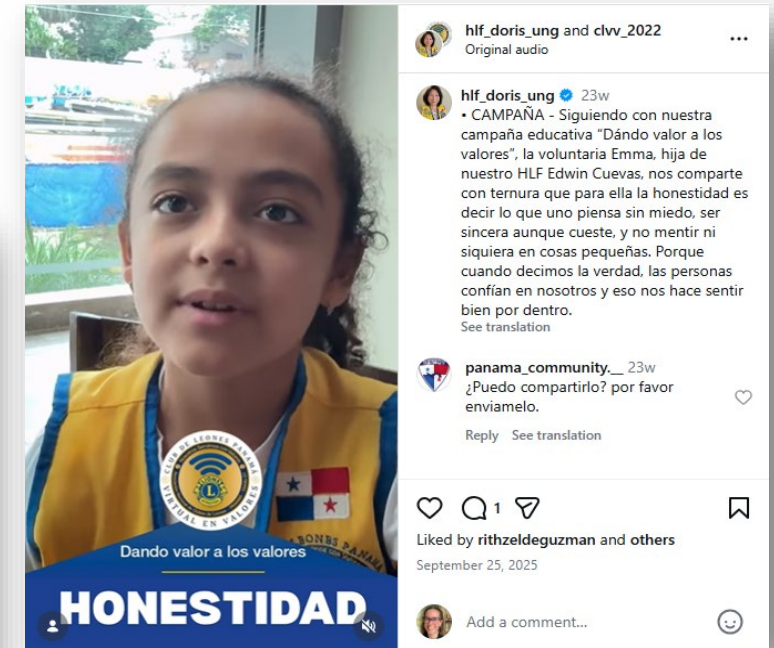 CLUB DE LEONES PANAMÁ
VIRTUAL EN VALORES
L
Dando valor a los valores
HONESTIDAD
hlf_doris_ung and clvv_2022
Original audio
hlf_doris_ung 23w
• CAMPAÑA - Siguiendo con nuestra
campaña educativa “Dándo valor a los
valores”, la voluntaria Emma, hija de
nuestro HLF Edwin Cuevas, nos comparte
con ternura que para ella la honestidad es
decir lo que uno piensa sin miedo, ser
sincera aunque cueste, y no mentir ni
siquiera en cosas pequeñas. Porque
cuando decimos la verdad, las personas
confían en nosotros y eso nos hace sentir
bien por dentro.
See translation
panama_community.__ 23w
¿Puedo compartirlo? por favor
enviamelo.
Reply See translation
1
Liked by rithzeldeguzman and others
September 25, 2025
Add a comment...